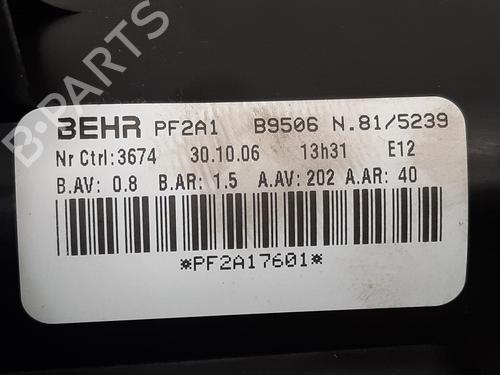 B-PARTS
BEHR PF2A1 B9506 N.81/5239
Nr Ctrl:3674 30.10.06 13h31 E12
B.AV: 0.8 B.AR: 1.5 A.AV: 202 A.AR: 40
*PF2A17601*